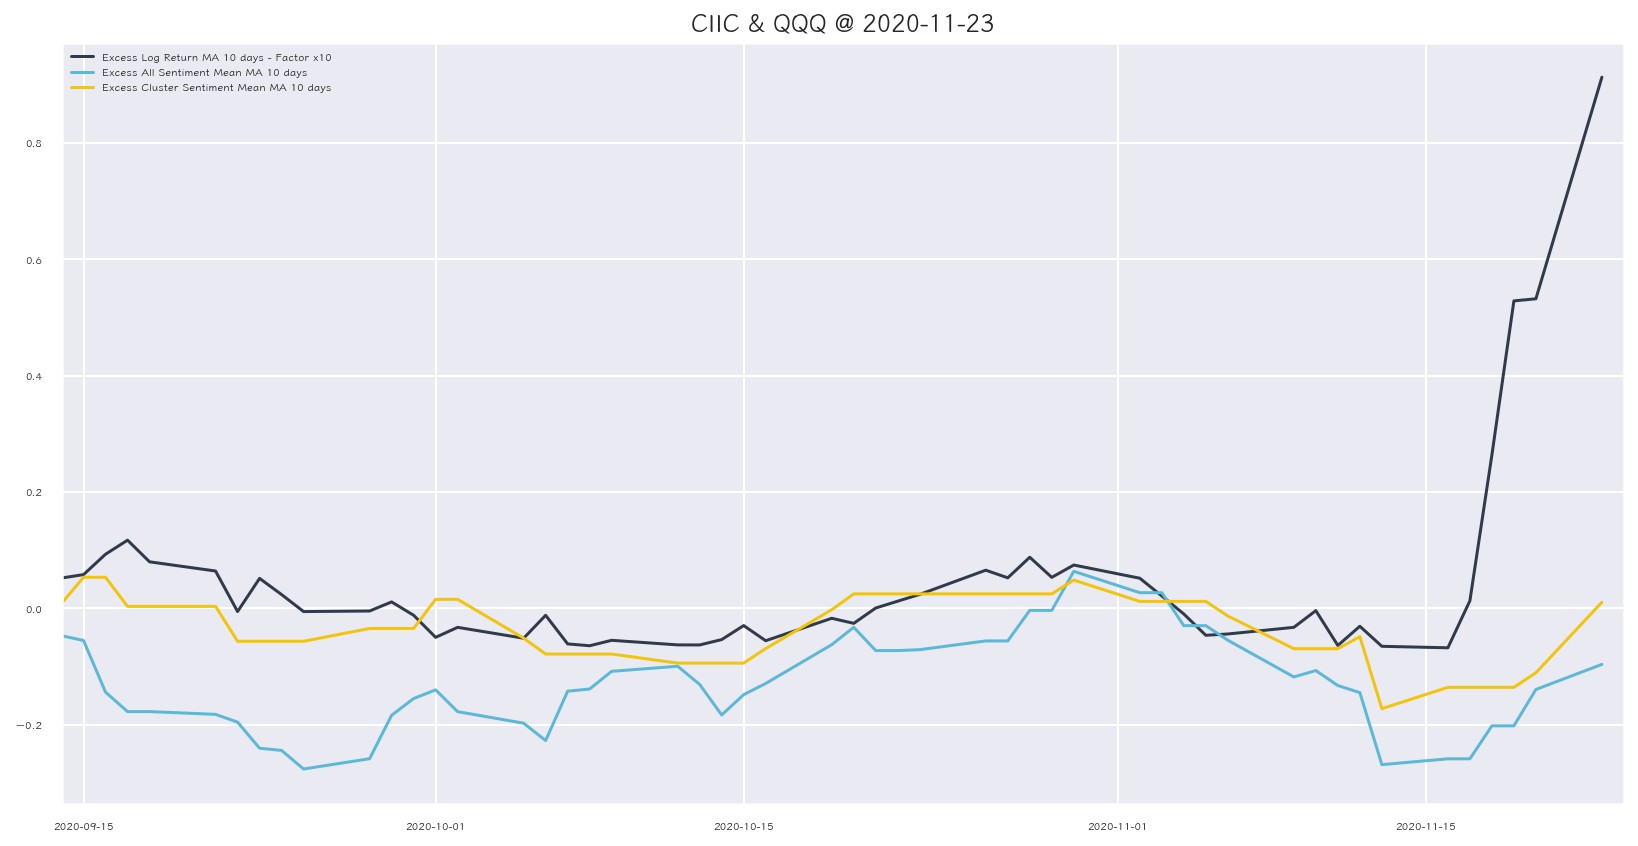 CIIC & QQQ @ 2020-11-23
Excess Log Return MA 10 days - Factor x10
Excess All Sentiment Mean MA 10 days
Excess Cluster Sentiment Mean MA 10 days
0.8
0.6
0.4
0.2
0.0
−0.2
2020-09-15 2020-10-01 2020-10-15 2020-11-01 2020-11-15